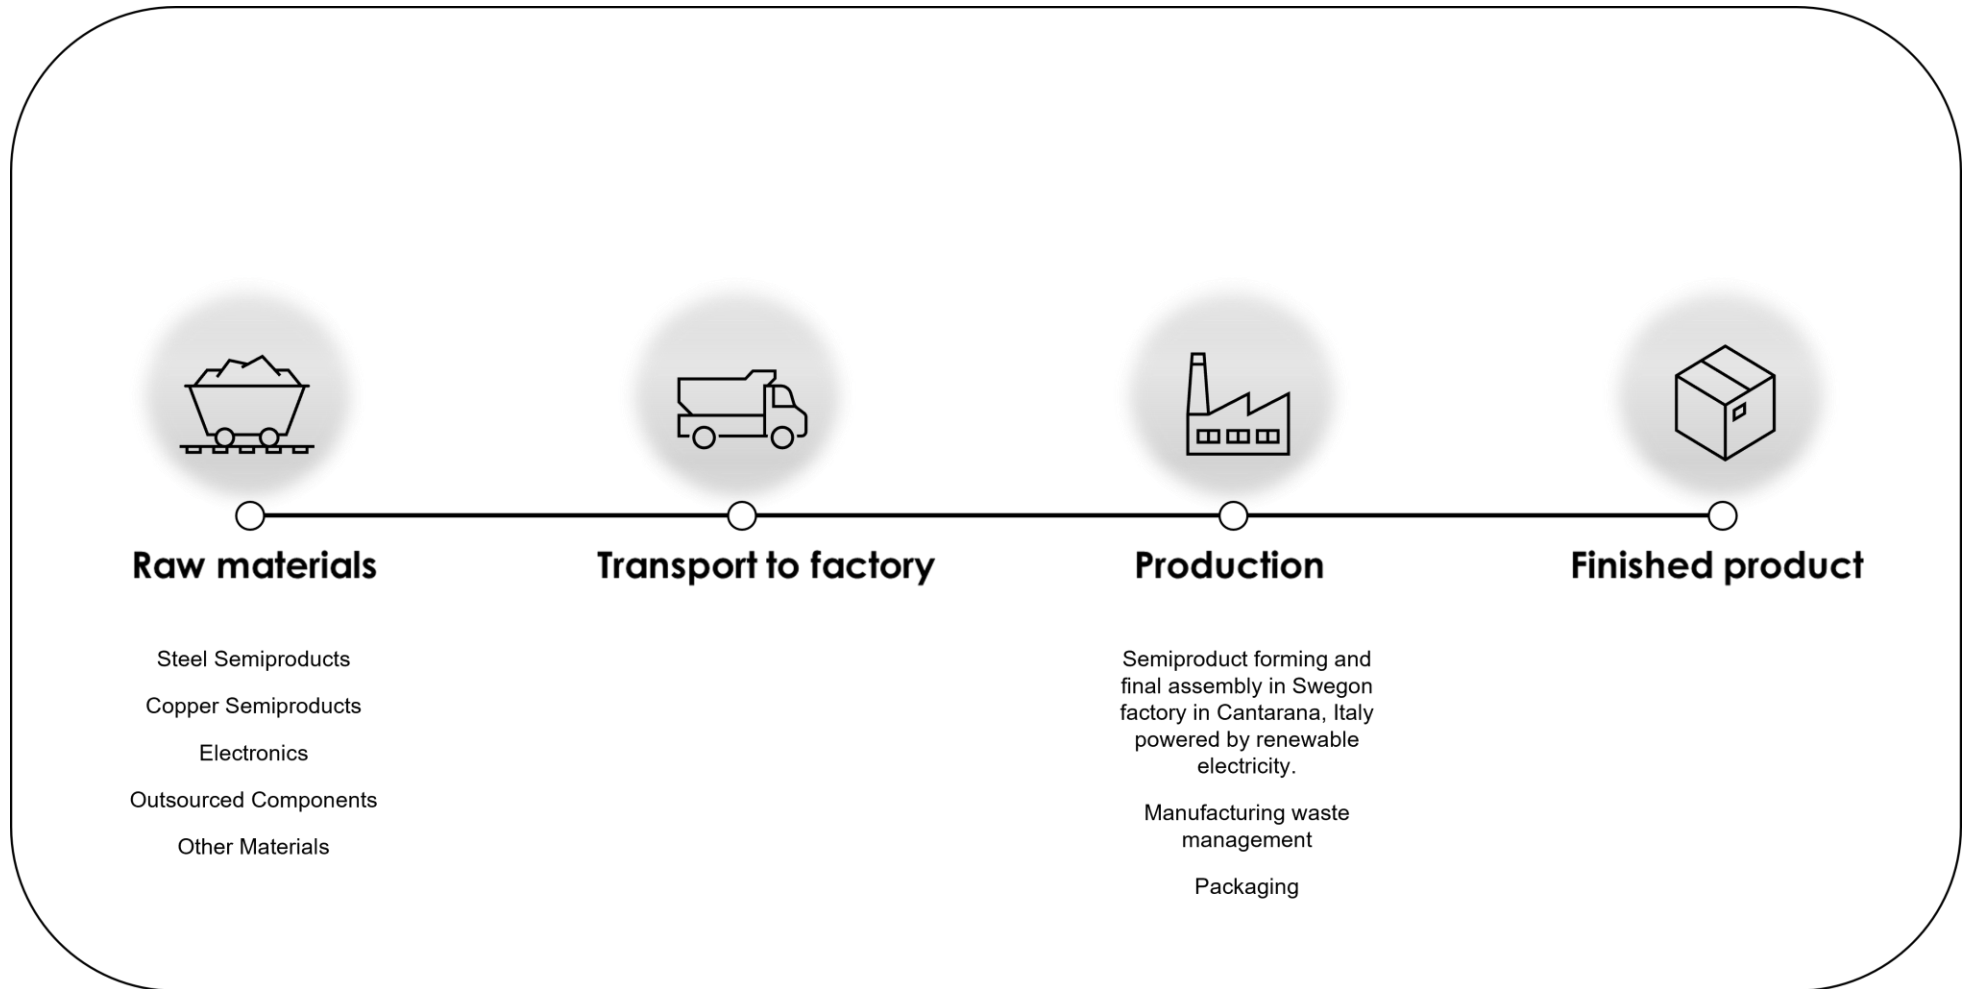 Raw materials
Transport to factory
Production
Finished product
Steel Semiproducts
Copper Semiproducts
Electronics
Outsourced Components
Other Materials
Semiproduct forming and
final assembly in Swegon
factory in Cantarana, Italy
powered by renewable
electricity.
Manufacturing waste
management
Packaging